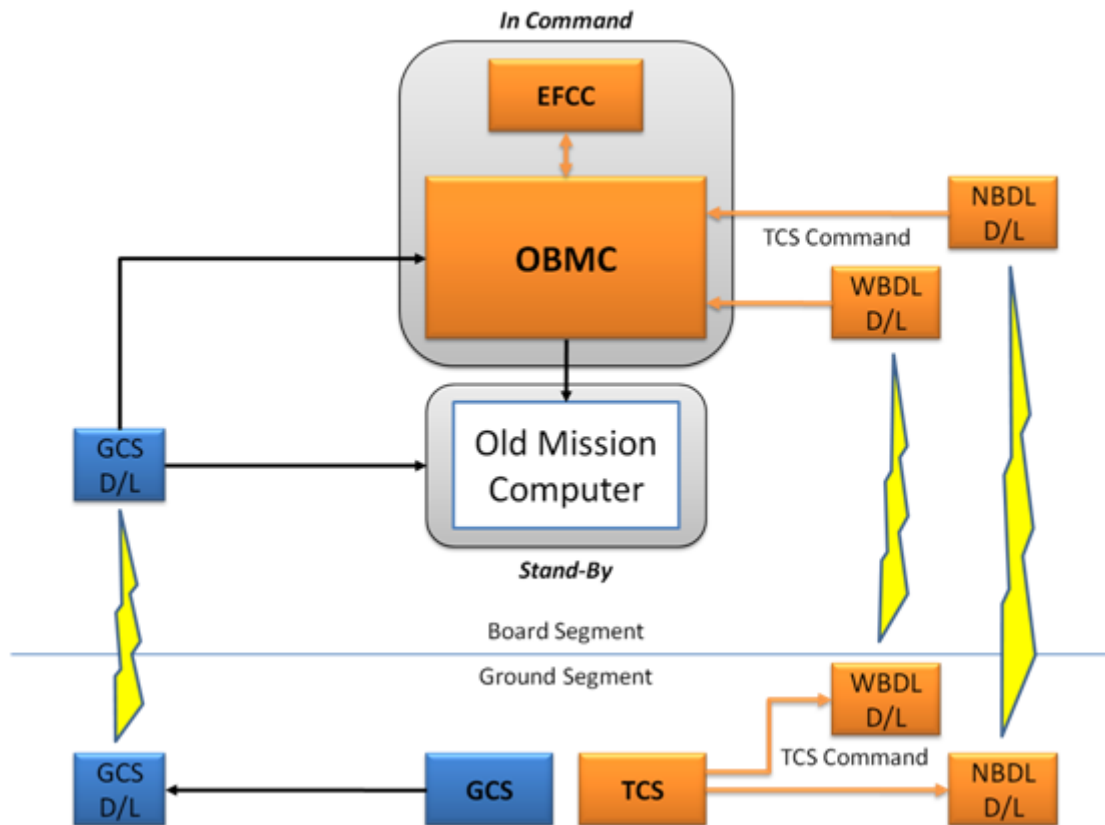 In Command
EFCC
OBMC
NBDL
D/L
TCS Command
WBDL
D/L
GCS
D/L
Old Mission
Computer
Stand-By
Board Segment
Ground Segment
WBDL
D/L
TCS Command
GCS
D/L
GCS
TCS
NBDL
D/L